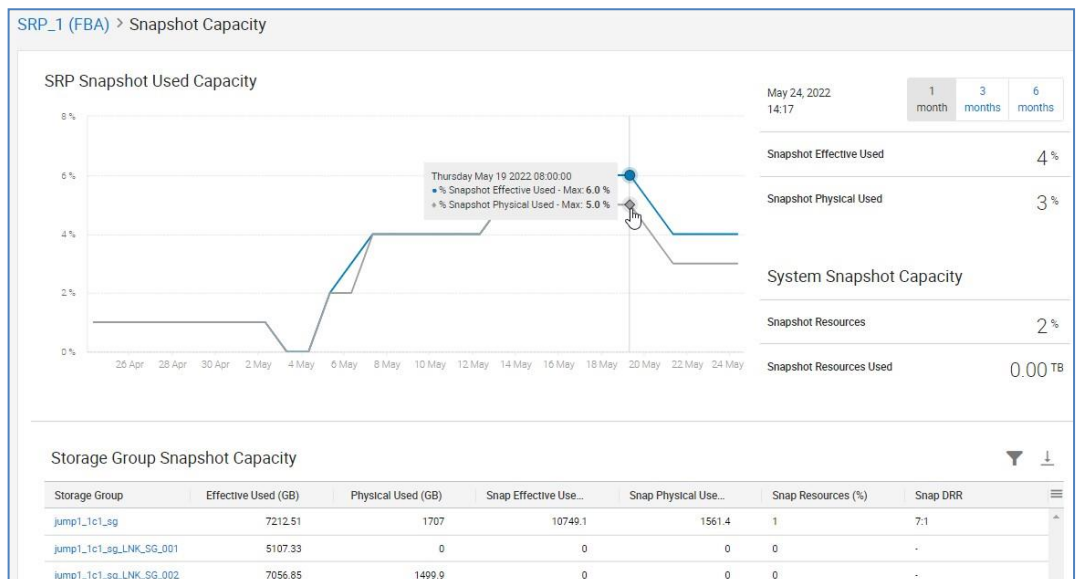 SRP_1 (FBA) > Snapshot Capacity
SRP Snapshot Used Capacity
8 %
6 %
4 %
2 %
0 %
Thursday May 19 2022 08:00:00
% Snapshot Effective Used - Max: 6.0 %
% Snapshot Physical Used - Max: 5.0 %
26 Apr 28 Apr 30 Apr 2 May 4 May 6 May 8 May 10 May 12 May 14 May 16 May 18 May 20 May 22 May 24 May
May 24, 2022
14:17
1 month
3 months
6 months
Snapshot Effective Used 4 %
Snapshot Physical Used 3 %
System Snapshot Capacity
Snapshot Resources 2 %
Snapshot Resources Used 0.00 TB
Storage Group Snapshot Capacity
Storage Group Effective Used (GB) Physical Used (GB) Snap Effective Use... Snap Physical Use... Snap Resources (%) Snap DRR
jump1_1c1_sg 7212.51 1707 10749.1 1561.4 1 7:1
jump1_1c1_sg_LNK_SG_001 5107.33 0 0 0 0 -
jump1_1c1_sg_LNK_SG_002 7056.85 1499.9 0 0 0 -